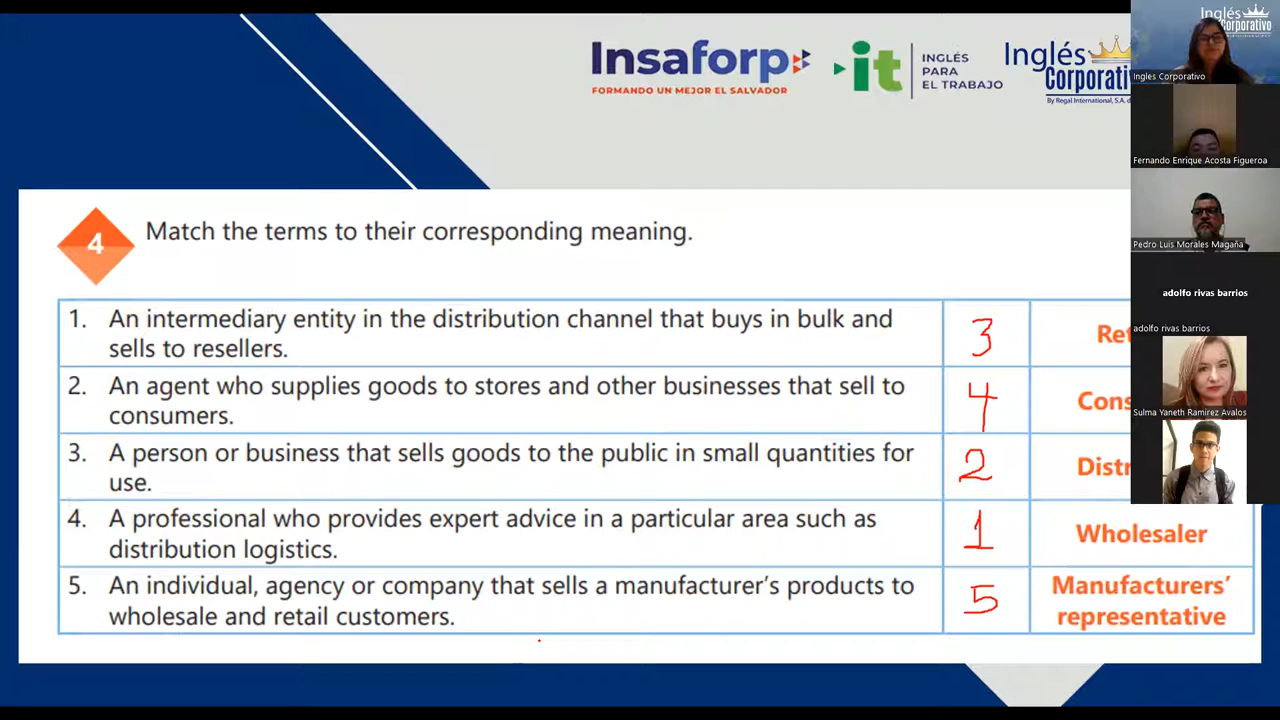 Insaforp
FORMANDO UN MEJOR EL SALVADOR
it
INGLÉS
PARA
EL TRABAJO
Inglés
Corporativ
By Regal International, S.A. d
Inglés
Corporativo
Ingles Corporativo
Fernando Enrique Acosta Figueroa
Pedro Luis Morales Magaña
adolfo rivas barrios
adolfo rivas barrios
Sulma Yaneth Ramirez Avalos
4 Match the terms to their corresponding meaning.
1. An intermediary entity in the distribution channel that buys in bulk and
sells to resellers.
3
Ret
2. An agent who supplies goods to stores and other businesses that sell to
consumers.
4
Cons
3. A person or business that sells goods to the public in small quantities for
use.
2
Distr
4. A professional who provides expert advice in a particular area such as
distribution logistics.
1
Wholesaler
5. An individual, agency or company that sells a manufacturer's products to
wholesale and retail customers.
5
Manufacturers'
representative